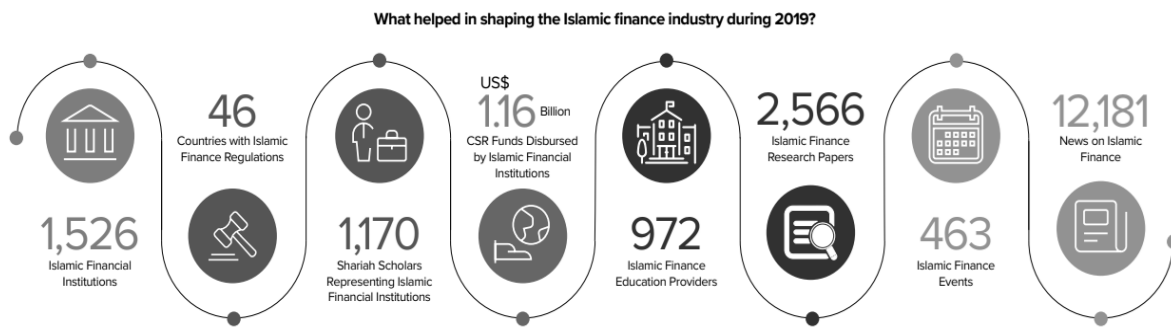 What helped in shaping the Islamic finance industry during 2019?
1,526
Islamic Financial
Institutions
46
Countries with Islamic
Finance Regulations
1,170
Shariah Scholars
Representing Islamic
Financial Institutions
US$
1.16 Billion
CSR Funds Disbursed
by Islamic Financial
Institutions
972
Islamic Finance
Education Providers
2,566
Islamic Finance
Research Papers
463
Islamic Finance
Events
12,181
News on Islamic
Finance